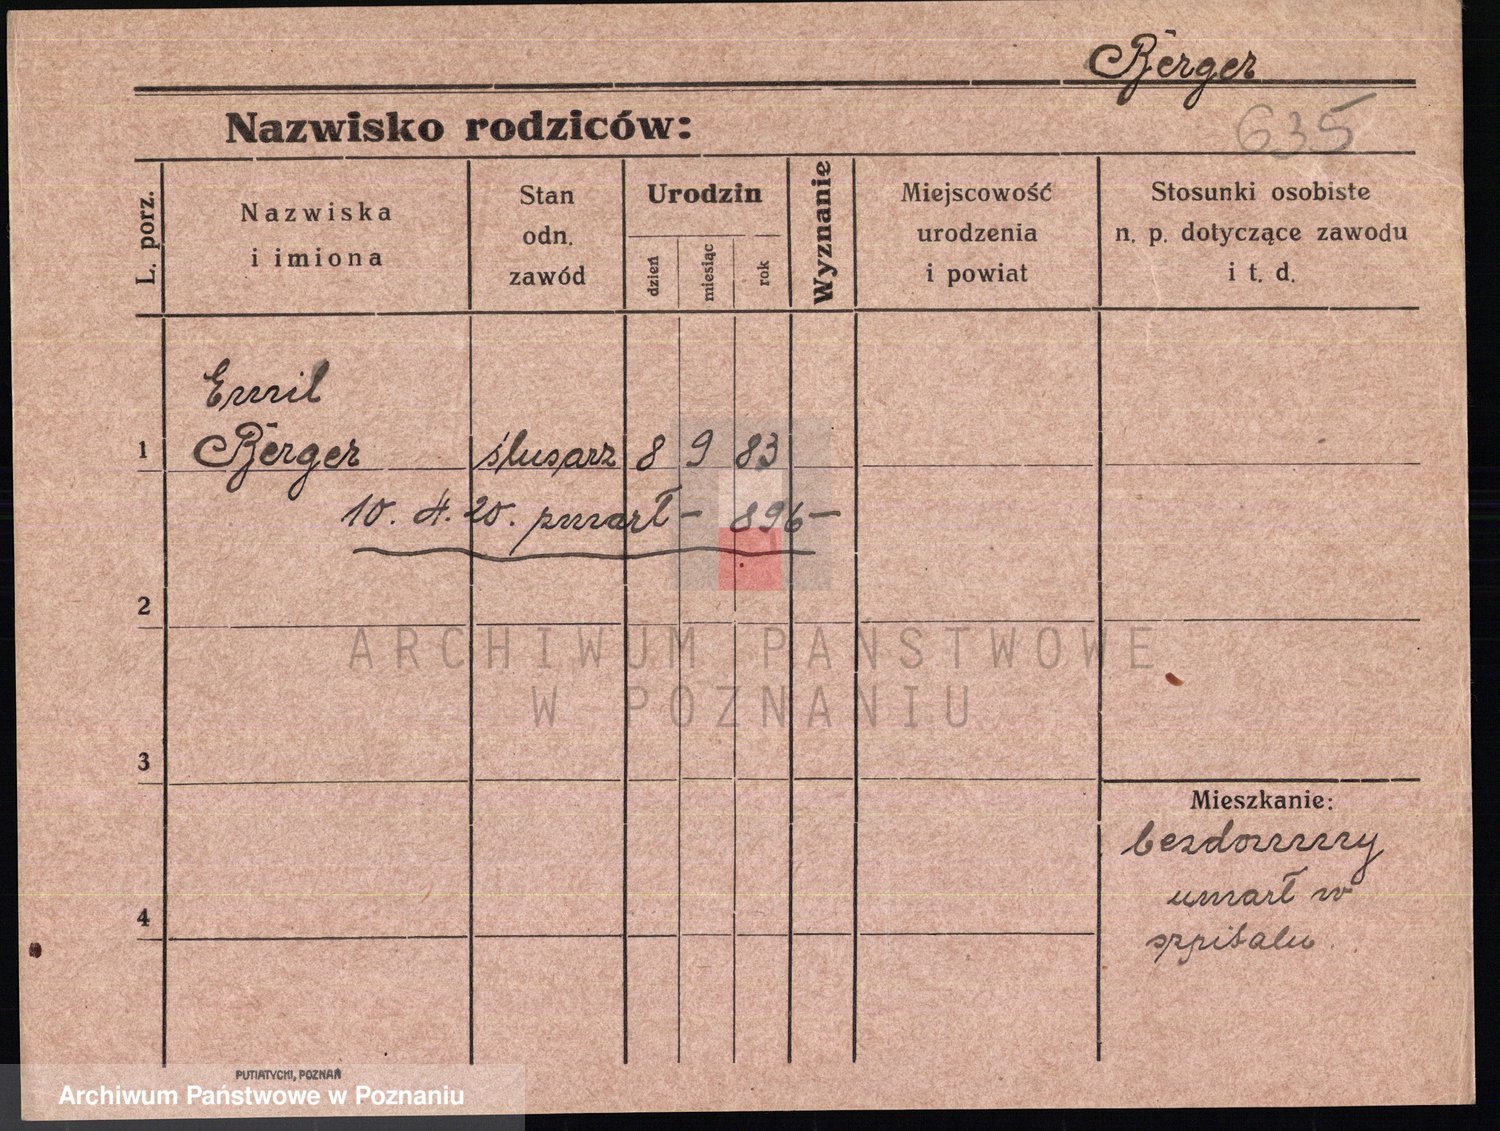 Berger
635
Nazwisko rodziców:
L. porz.
Nazwiska
i imiona
Stan
odn.
zawód
Urodzin
dzień
miesiąc
rok
Wyznanie
Miejscowość
urodzenia
i powiat
Stosunki osobiste
n. p. dotyczące zawodu
i t. d.
Emil
1 Berger ślusarz 8 9 83
10. 4. 20. zmarł – 896 –
2
ARCHIWUM PAŃSTWOWE
W POZNANIU
3
Mieszkanie:
bezdomny
umarł w
szpitalu.
4
PUTIATYCKI, POZNAŃ
Archiwum Państwowe w Poznaniu